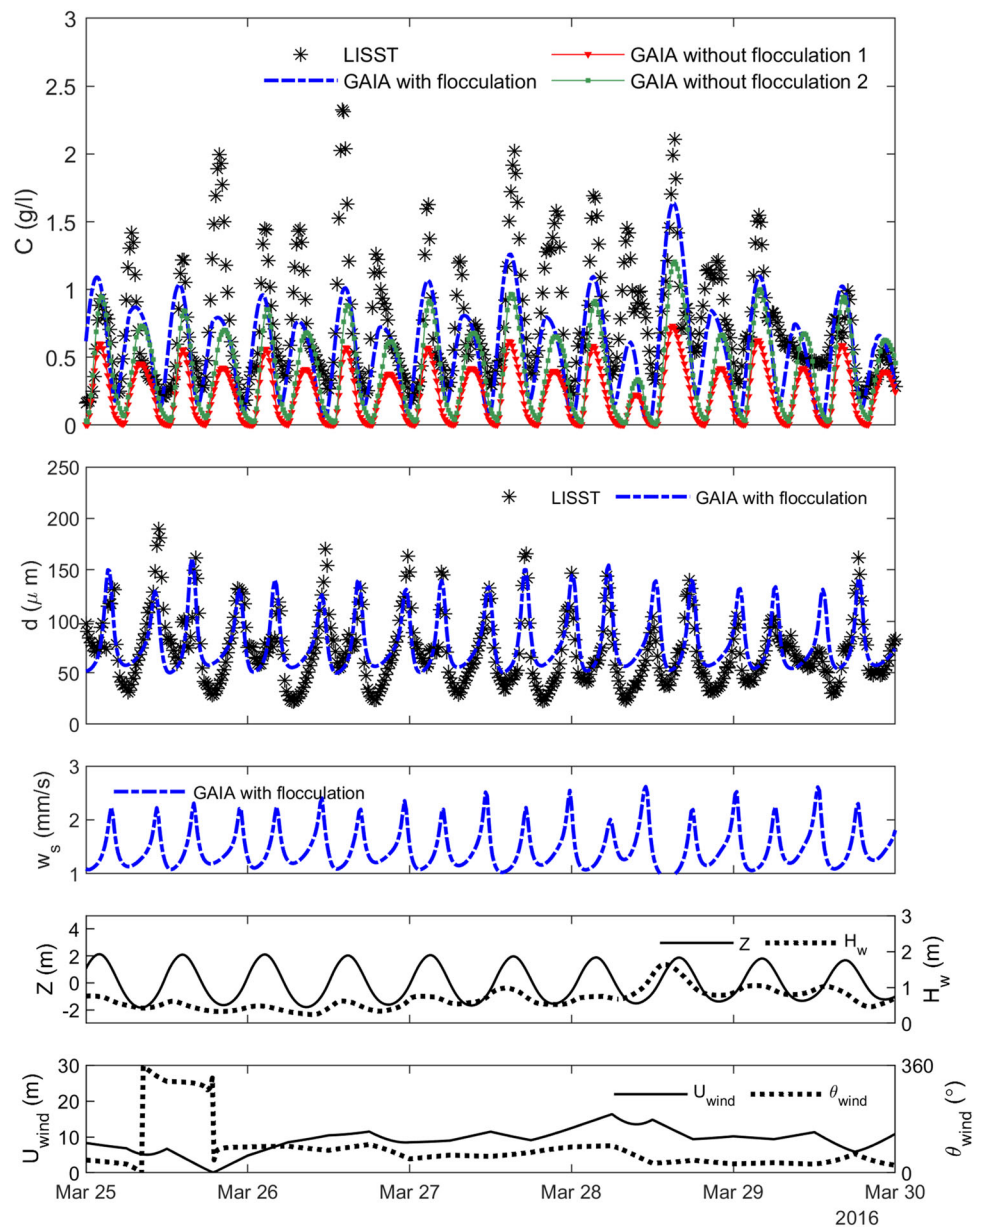 3
2.5
2
1.5
1
0.5
0
C (g/l)
LISST
GAIA with flocculation
GAIA without flocculation 1
GAIA without flocculation 2
250
200
150
100
50
0
d (μ m)
LISST
GAIA with flocculation
3
2
1
w_s (mm/s)
GAIA with flocculation
4
2
0
-2
Z (m)
Z
H_w
3
2
1
0
H_w (m)
30
20
10
0
U_wind (m)
U_wind
θ_wind
360
0
θ_wind (°)
Mar 25 Mar 26 Mar 27 Mar 28 Mar 29 Mar 30
2016